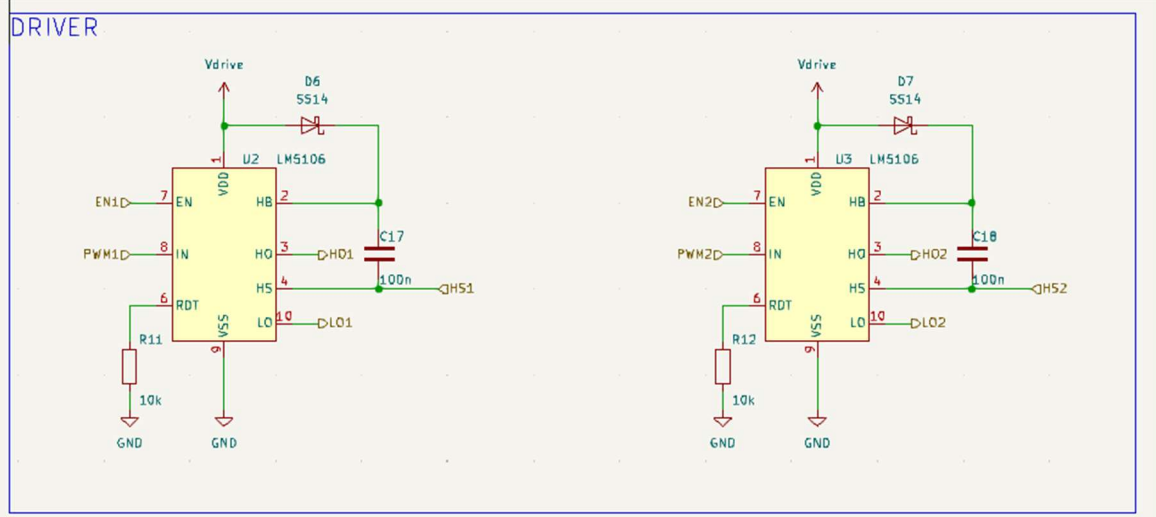 DRIVER
Vdrive
D6
5S14
1
U2
LM5106
VDD
EN1
7
EN
HB
2
PWM1
8
IN
HO
3
HO1
C17
100n
6
RDT
HS
4
HS1
VSS
LO
10
LO1
R11
9
10k
GND
GND
Vdrive
D7
5S14
1
U3
LM5106
VDD
EN2
7
EN
HB
2
PWM2
8
IN
HO
3
HO2
C18
100n
6
RDT
HS
4
HS2
VSS
LO
10
LO2
R12
9
10k
GND
GND